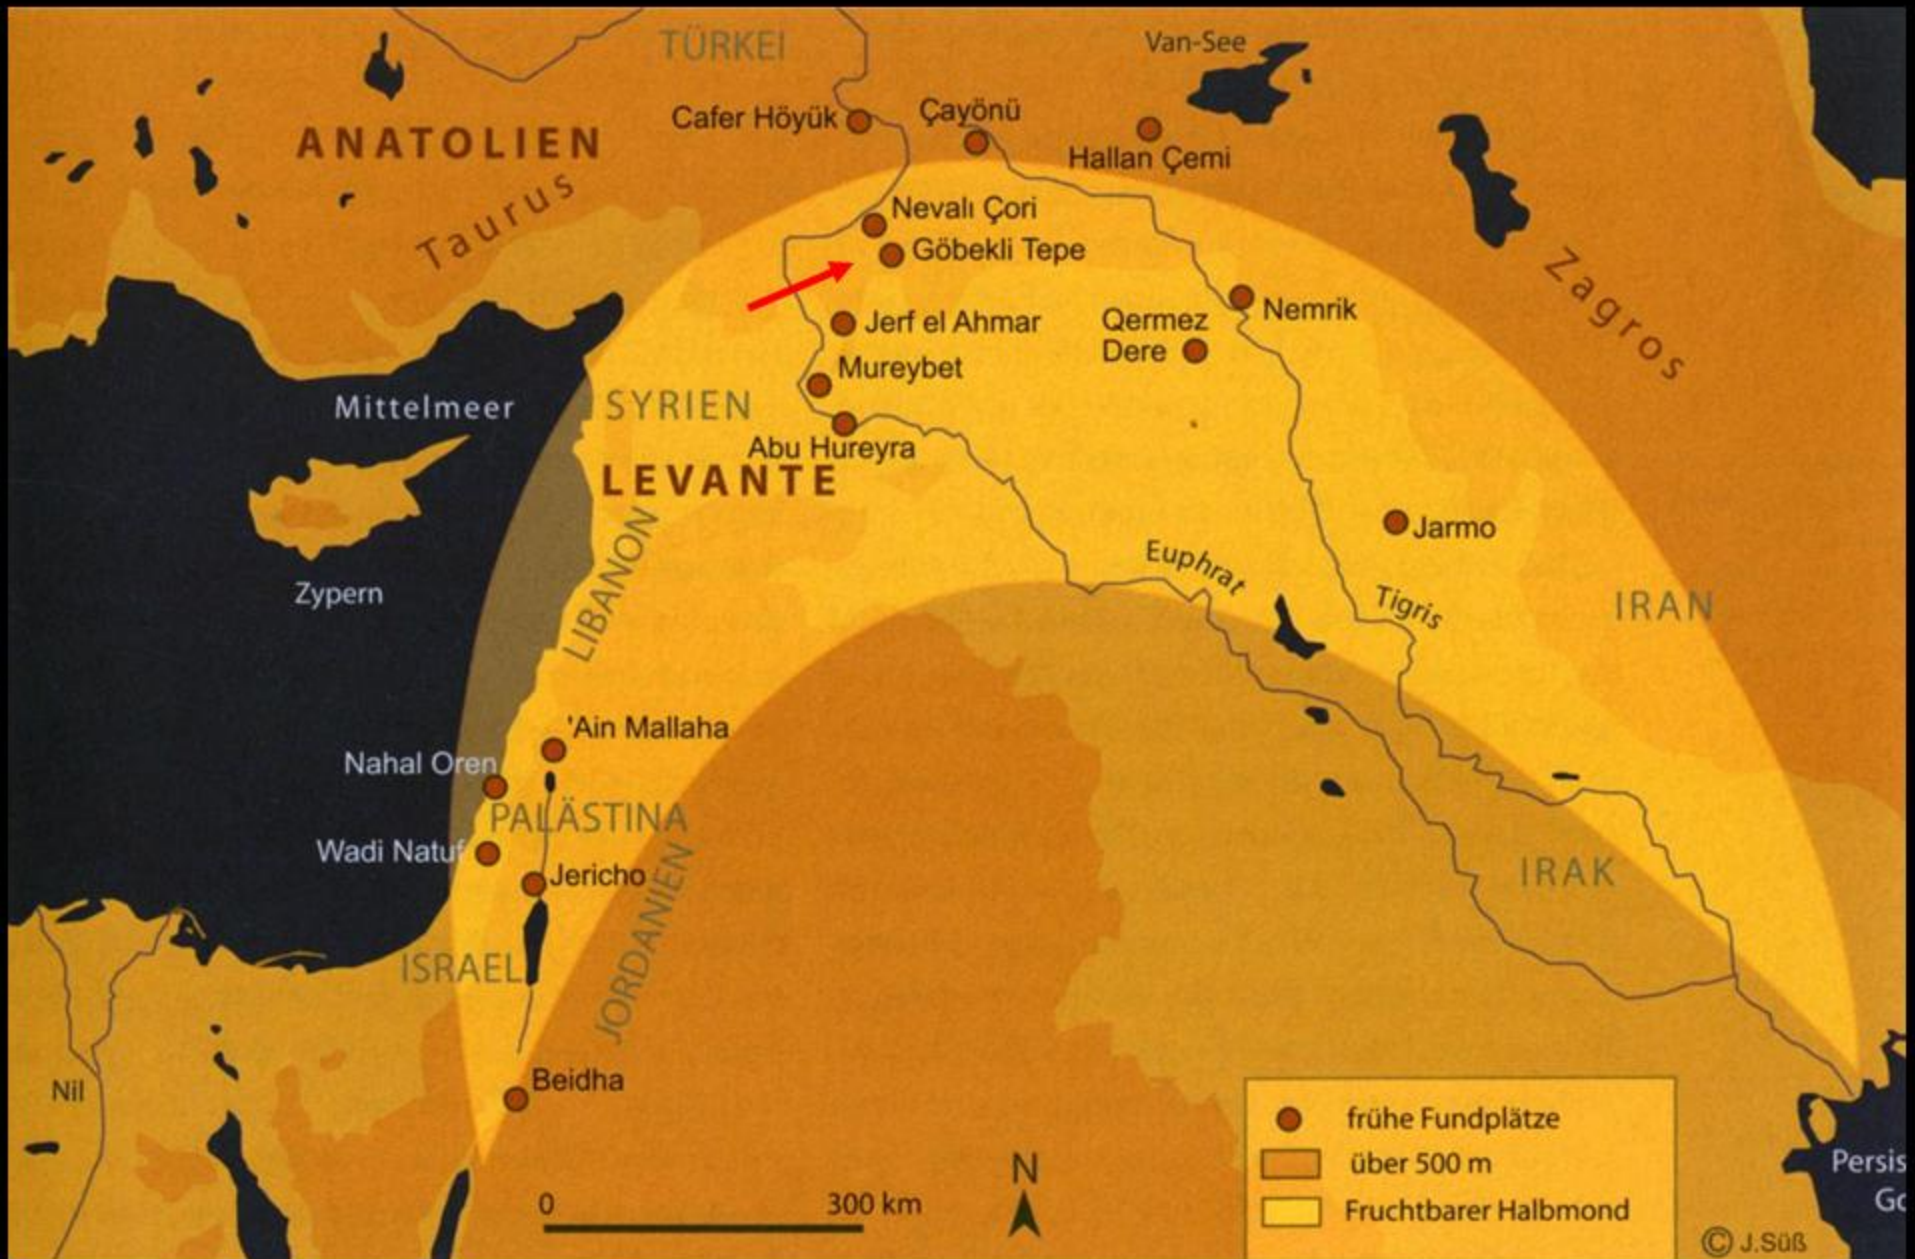 TÜRKEI
Van-See
Cafer Höyük
Çayönü
ANATOLIEN
Hallan Çemi
Taurus
Nevalı Çori
Göbekli Tepe
Zagros
Nemrik
Jerf el Ahmar
Qermez
Dere
Mureybet
Mittelmeer
SYRIEN
Abu Hureyra
LEVANTE
Jarmo
LIBANON
Euphrat
Zypern
Tigris
IRAN
'Ain Mallaha
Nahal Oren
PALÄSTINA
Wadi Natuf
Jericho
IRAK
JORDANIEN
ISRAEL
Nil
Beidha
frühe Fundplätze
über 500 m
Fruchtbarer Halbmond
N
0
300 km
Persis
Go
© J.Süß